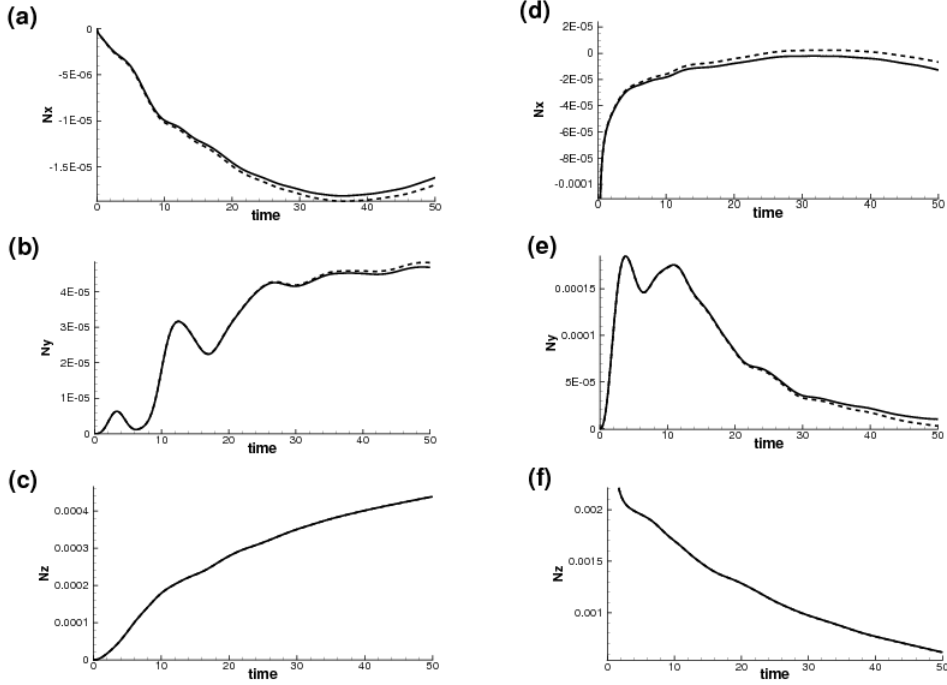 (a)
0
-5E-06
-1E-05
-1.5E-05
Nx
0 10 20 30 40 50
time
(b)
4E-05
3E-05
2E-05
1E-05
0
Ny
0 10 20 30 40 50
time
(c)
0.0004
0.0003
0.0002
0.0001
0
Nz
0 10 20 30 40 50
time
(d)
2E-05
0
-2E-05
-4E-05
-6E-05
-8E-05
-0.0001
Nx
0 10 20 30 40 50
time
(e)
0.00015
0.0001
5E-05
0
Ny
0 10 20 30 40 50
time
(f)
0.002
0.0015
0.001
Nz
0 10 20 30 40 50
time